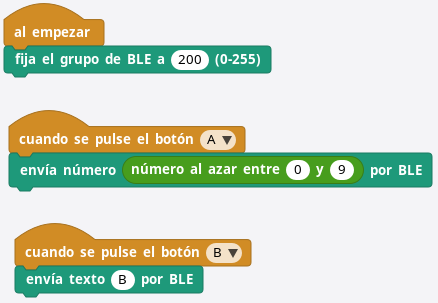 al empezar
fija el grupo de BLE a 200 (0-255)
cuando se pulse el botón A ▼
envía número número al azar entre 0 y 9 por BLE
cuando se pulse el botón B ▼
envía texto B por BLE